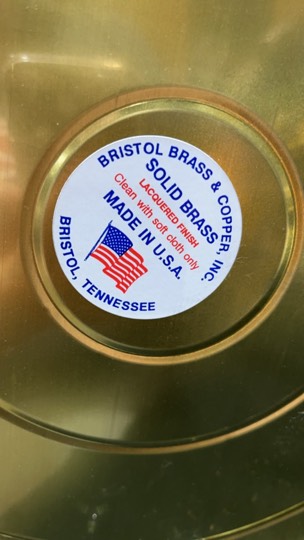 BRISTOL BRASS & COPPER, INC.
SOLID BRASS
LACQUERED FINISH
Clean with soft cloth only
MADE IN U.S.A.
BRISTOL, TENNESSEE